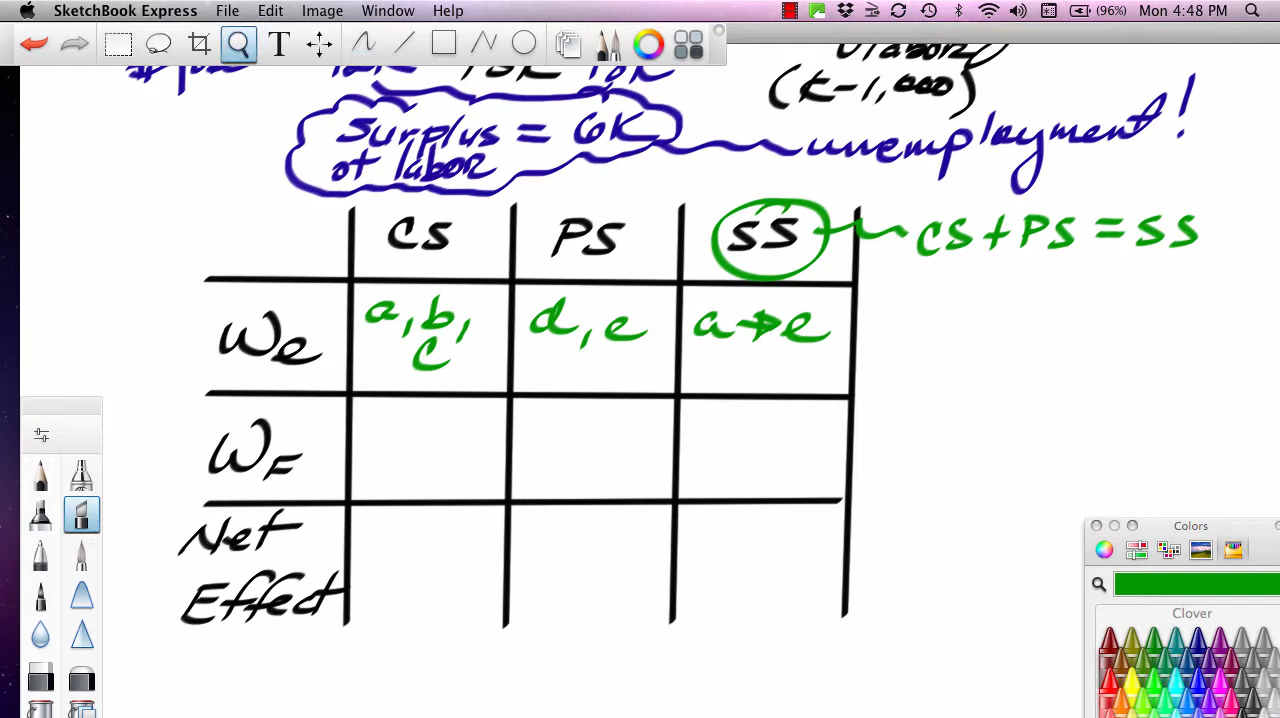 SketchBook Express File Edit Image Window Help (96%) Mon 4:48 PM
T
(K-1,000)
Surplus = 6K
of labor
unemployment!
CS PS SS CS+PS=SS
We a, b, c d, e a→e
WF
Net
Effect
Colors
Clover